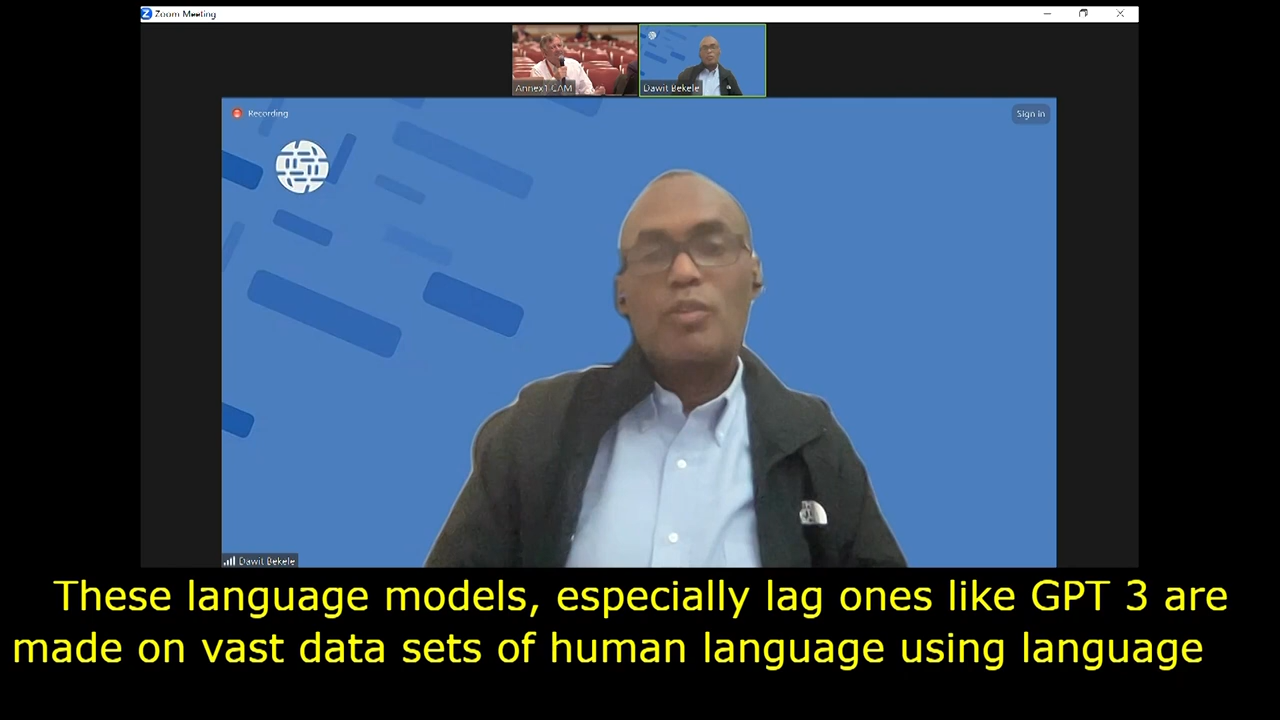 Zoom Meeting
Annex1 CAM
Dawit Bekele
Recording
Sign in
Dawit Bekele
These language models, especially lag ones like GPT 3 are
made on vast data sets of human language using language